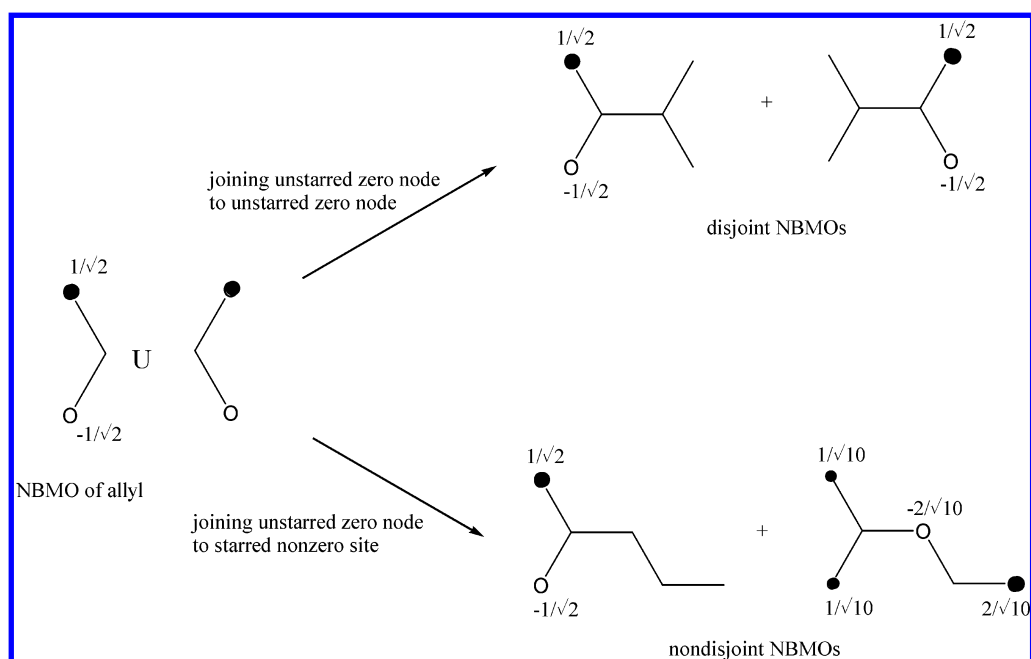 1/√2
1/√2
+
-1/√2
-1/√2
joining unstarred zero node
to unstarred zero node
disjoint NBMOs
1/√2
U
-1/√2
NBMO of allyl
joining unstarred zero node
to starred nonzero site
1/√2
1/√10
-2/√10
+
-1/√2
1/√10
2/√10
nondisjoint NBMOs